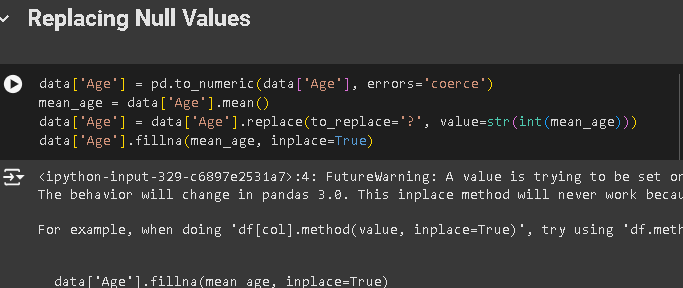 Replacing Null Values
data['Age'] = pd.to_numeric(data['Age'], errors='coerce')
mean_age = data['Age'].mean()
data['Age'] = data['Age'].replace(to_replace='?', value=str(int(mean_age)))
data['Age'].fillna(mean_age, inplace=True)
<ipython-input-329-c6897e2531a7>:4: FutureWarning: A value is trying to be set on
The behavior will change in pandas 3.0. This inplace method will never work becau
For example, when doing 'df[col].method(value, inplace=True)', try using 'df.meth
data['Age'].fillna(mean_age, inplace=True)